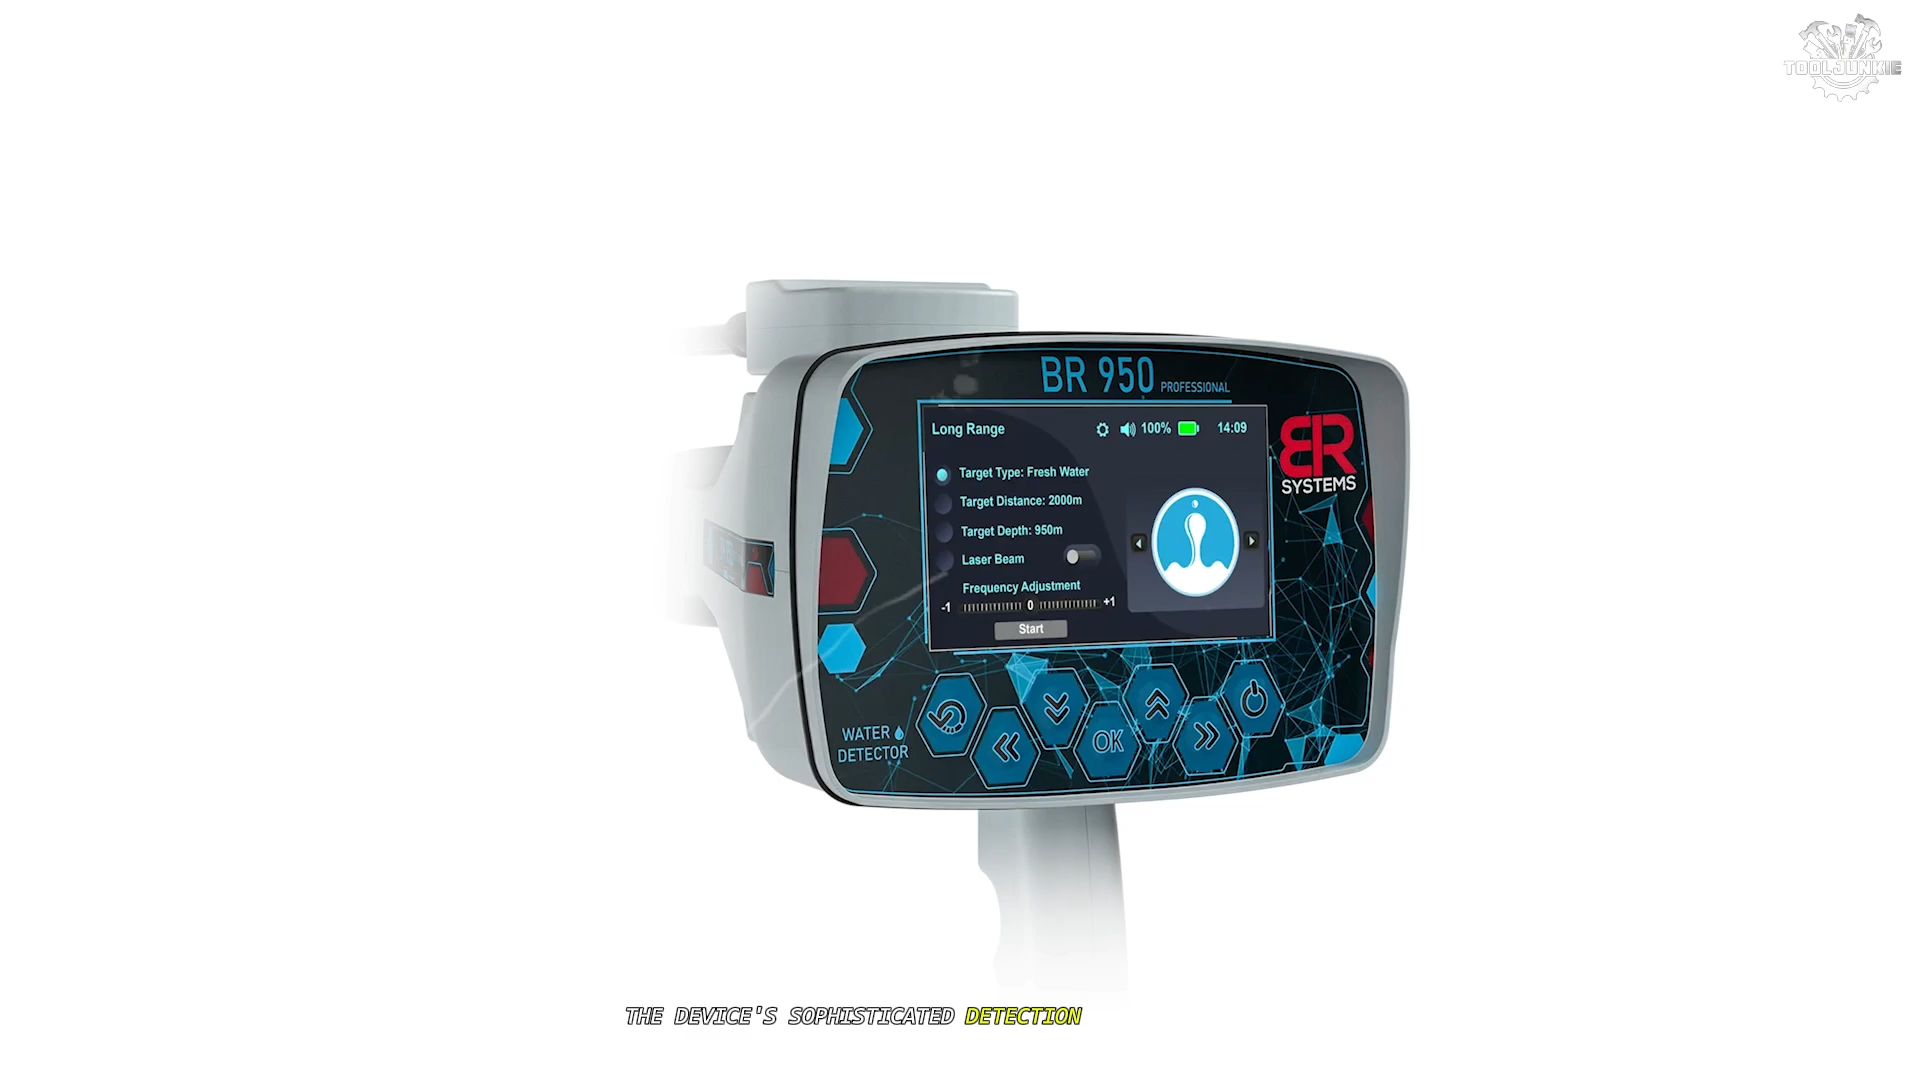 TOOLJUNKIE
BR 950 PROFESSIONAL
Long Range 100% 14:09
Target Type: Fresh Water
Target Distance: 2000m
Target Depth: 950m
Laser Beam
Frequency Adjustment
-1 0 +1
Start
BR
SYSTEMS
OK
WATER
DETECTOR
THE DEVICE'S SOPHISTICATED DETECTION